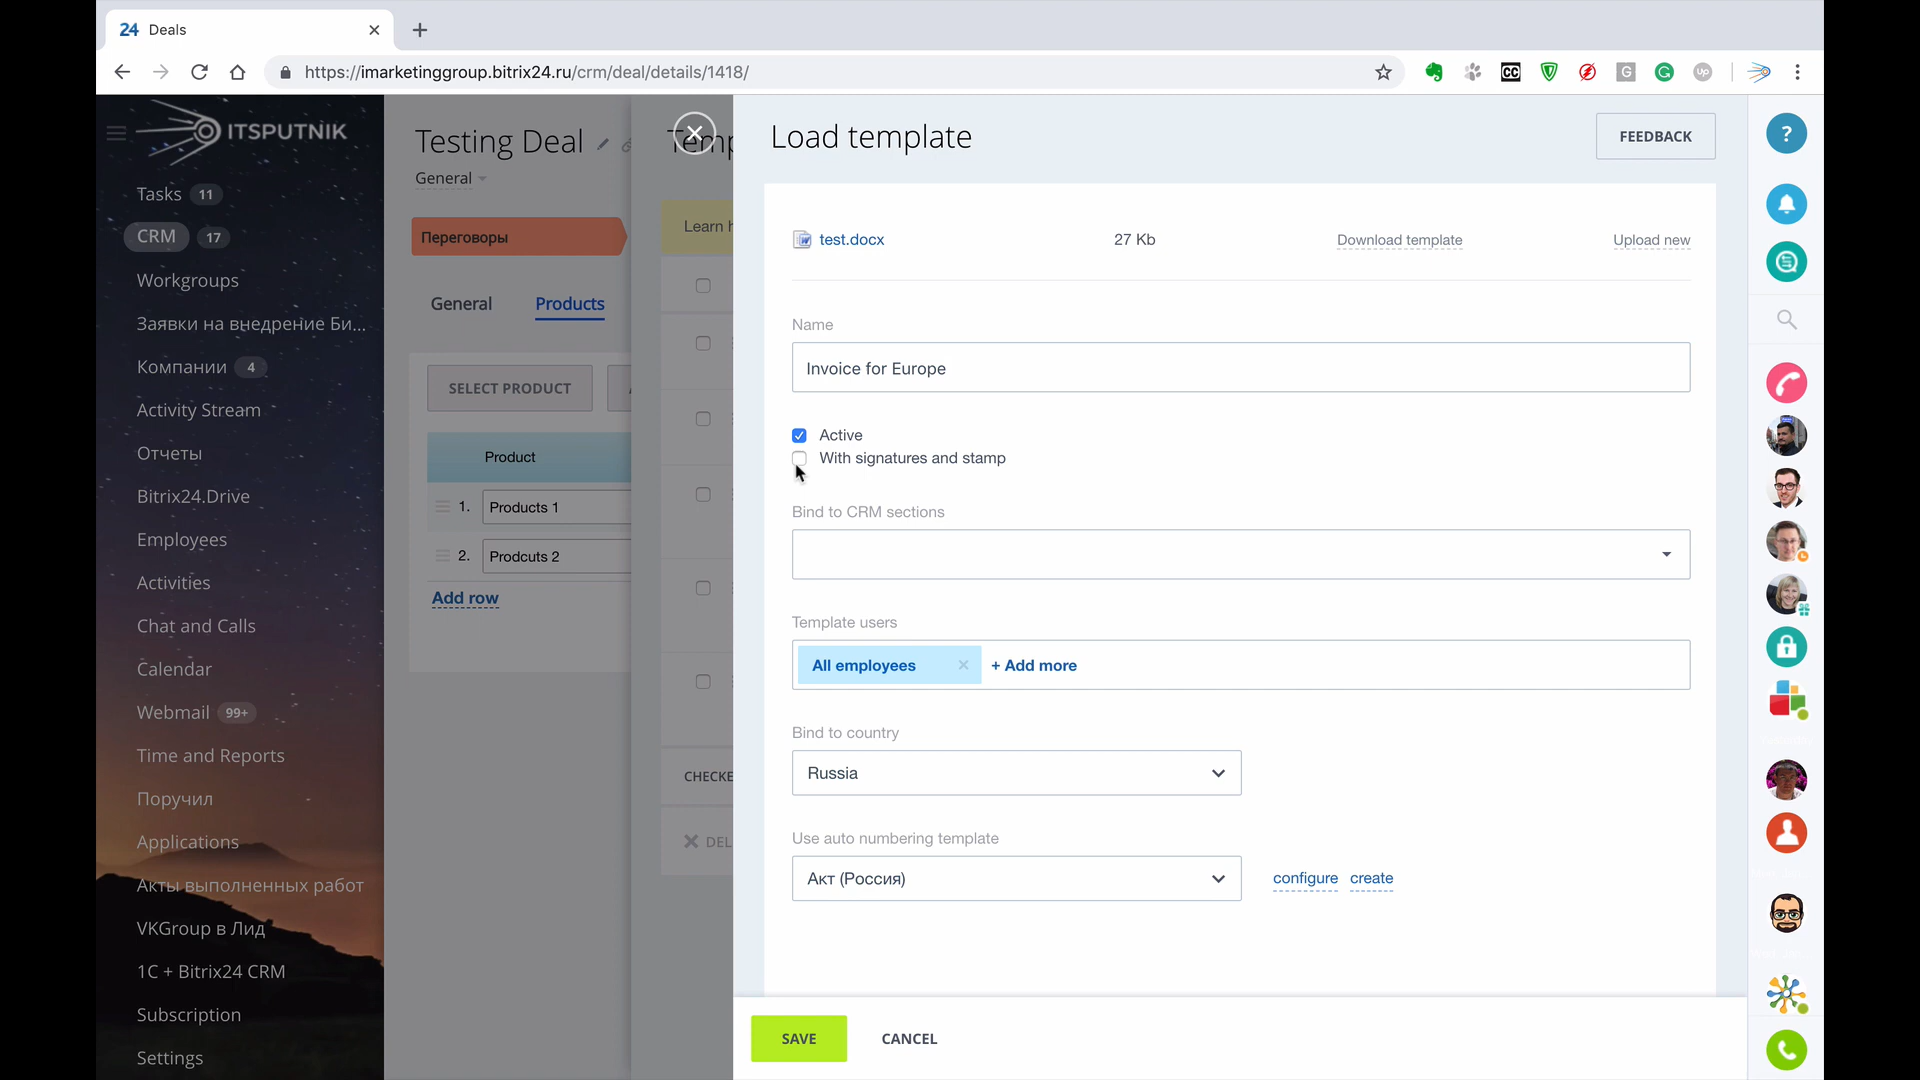 24 Deals
https://imarketinggroup.bitrix24.ru/crm/deal/details/1418/
ITSPUTNIK
Tasks 11
CRM 17
Workgroups
Заявки на внедрение Би...
Компании 4
Activity Stream
Отчеты
Bitrix24.Drive
Employees
Activities
Chat and Calls
Calendar
Webmail 99+
Time and Reports
Поручил
Applications
Акты выполненных работ
VKGroup в Лид
1C + Bitrix24 CRM
Subscription
Settings
Testing Deal
General
Переговоры
General Products
SELECT PRODUCT
Product
1. Products 1
2. Prodcuts 2
Add row
Temp
Learn h
CHECKE
DEL
Load template
FEEDBACK
test.docx 27 Kb Download template Upload new
Name
Invoice for Europe
Active
With signatures and stamp
Bind to CRM sections
Template users
All employees + Add more
Bind to country
Russia
Use auto numbering template
Акт (Россия) configure create
SAVE CANCEL